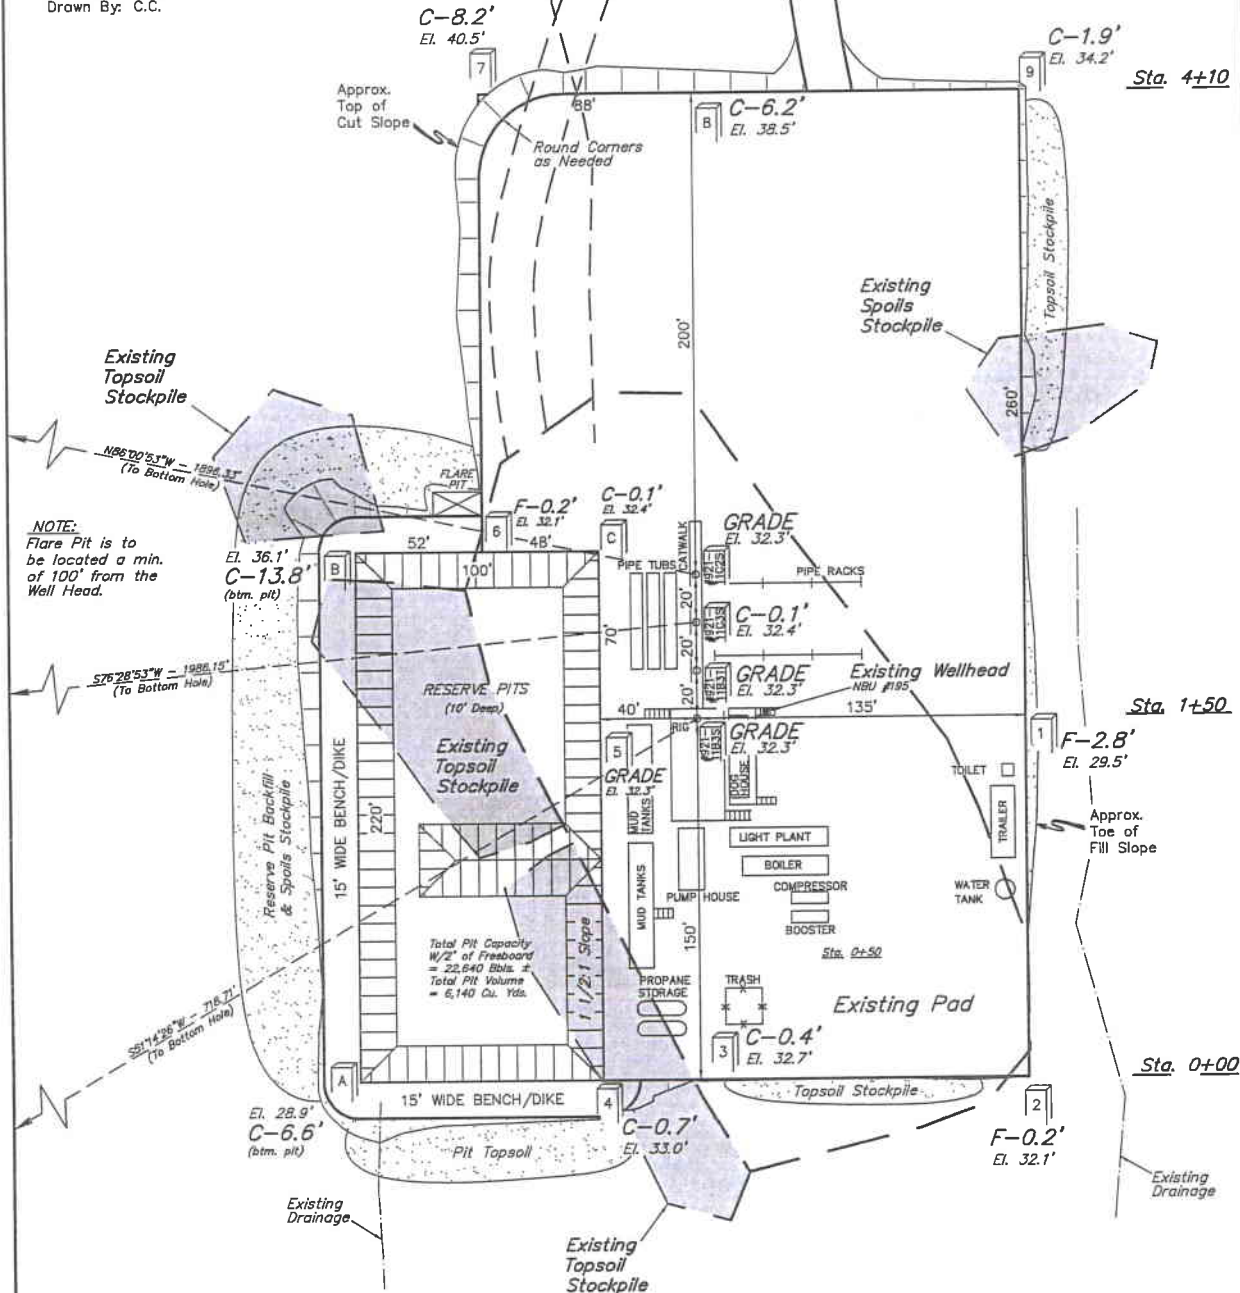 Drawn By: C.C.
C-8.2'
El. 40.5'
7
C-1.9'
El. 34.2'
9
Sta. 4+10
Approx.
Top of
Cut Slope
88'
8
C-6.2'
El. 38.5'
Round Corners
as Needed
Topsoil Stockpile
Existing
Spoils
Stockpile
200'
260'
Existing
Topsoil
Stockpile
N86°00'53"W - 1896.33'
(To Bottom Hole)
FLARE
PIT
NOTE:
Flare Pit is to
be located a min.
of 100' from the
Well Head.
F-0.2'
El. 32.1'
6
C-0.1'
El. 32.4'
C
52'
48'
100'
CATWALK
GRADE
El. 32.3'
El. 36.1'
C-13.8'
(btm. pit)
B
PIPE TUBS
PIPE RACKS
20'
C-0.1'
El. 32.4'
70'
20'
S76°28'53"W - 1986.15'
(To Bottom Hole)
RESERVE PITS
(10' Deep)
GRADE
El. 32.3'
20'
Existing Wellhead
NBU #195
40'
135'
Sta. 1+50
RIG
GRADE
El. 32.3'
1
F-2.8'
El. 29.5'
Existing
Topsoil
Stockpile
5
GRADE
El. 32.3'
MUD
TANKS
DOG
HOUSE
TOILET
TRAILER
Approx.
Toe of
Fill Slope
Reserve Pit Backfill
& Spoils Stockpile
15' WIDE BENCH/DIKE
220'
LIGHT PLANT
BOILER
COMPRESSOR
BOOSTER
WATER
TANK
MUD TANKS
PUMP HOUSE
150'
Sta. 0+50
Total Pit Capacity
W/2' of Freeboard
= 22,640 Bbls. ±
Total Pit Volume
= 6,140 Cu. Yds.
1 1/2:1 Slope
PROPANE
STORAGE
TRASH
Existing Pad
S51°14'26"W - 716.71'
(To Bottom Hole)
3
C-0.4'
El. 32.7'
Sta. 0+00
A
15' WIDE BENCH/DIKE
Topsoil Stockpile
El. 28.9'
C-6.6'
(btm. pit)
4
C-0.7'
El. 33.0'
2
F-0.2'
El. 32.1'
Pit Topsoil
Existing
Drainage
Existing
Drainage
Existing
Topsoil
Stockpile